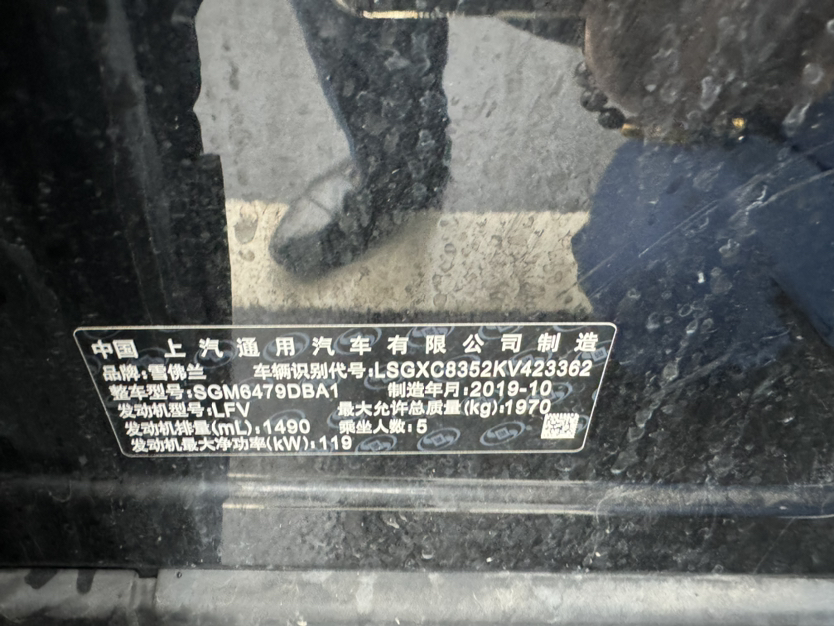 中国 上汽通用汽车有限公司制造
品牌:雪佛兰 车辆识别代号:LSGXC8352KV423362
整车型号:SGM6479DBA1 制造年月:2019-10
发动机型号:LFV 最大允许总质量(kg):1970
发动机排量(mL):1490 乘坐人数:5
发动机最大净功率(kW):119